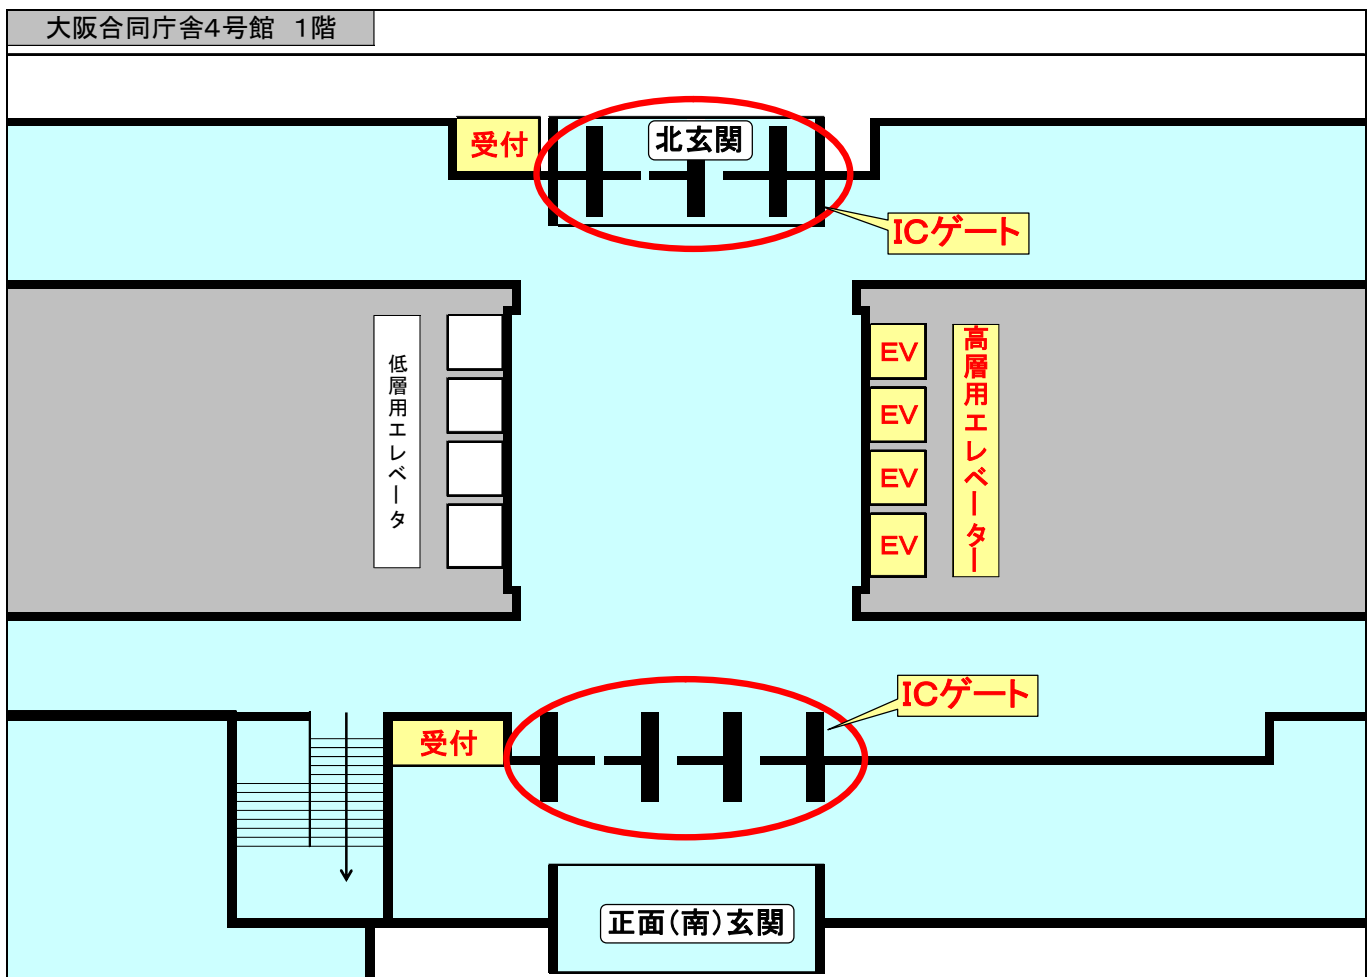 大阪合同庁舎4号館　1階
受付
北玄関
ICゲート
低層用エレベータ
EV
EV
EV
EV
高層用エレベーター
ICゲート
受付
正面(南)玄関